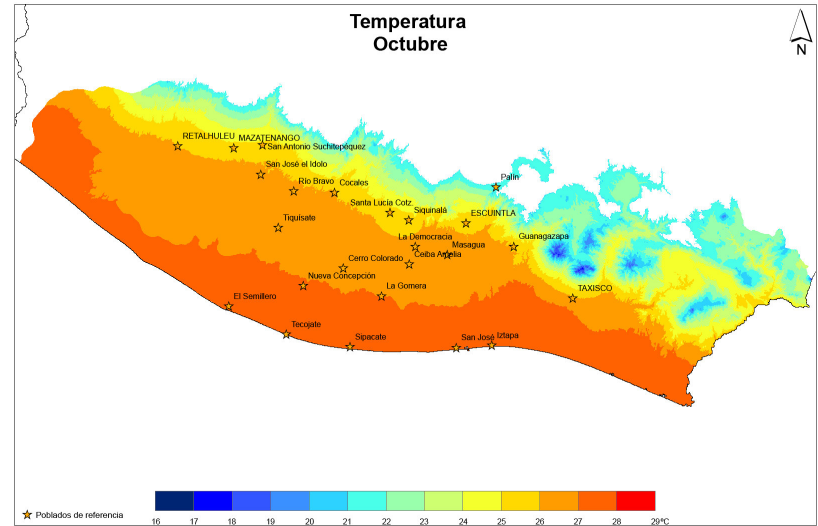 Temperatura
Octubre
N
RETALHULEU
MAZATENANGO
San Antonio Suchitepéquez
San José el Idolo
Río Bravo
Cocales
Palín
Santa Lucía Cotz.
Siquinalá
ESCUINTLA
Tiquisate
La Democracia
Masagua
Guanagazapa
Cerro Colorado
Ceiba Amelia
Nueva Concepción
La Gomera
TAXISCO
El Semillero
Tecojate
Sipacate
San José
Iztapa
Poblados de referencia
16 17 18 19 20 21 22 23 24 25 26 27 28 29ºC